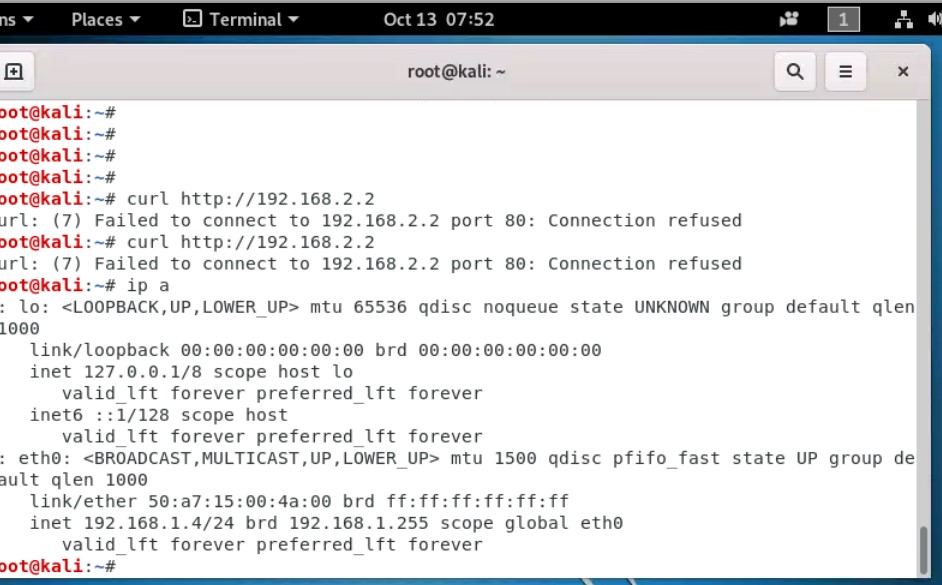 ns Places Terminal Oct 13 07:52 1
root@kali: ~
oot@kali:~#
oot@kali:~#
oot@kali:~#
oot@kali:~#
oot@kali:~# curl http://192.168.2.2
url: (7) Failed to connect to 192.168.2.2 port 80: Connection refused
oot@kali:~# curl http://192.168.2.2
url: (7) Failed to connect to 192.168.2.2 port 80: Connection refused
oot@kali:~# ip a
: lo: <LOOPBACK,UP,LOWER_UP> mtu 65536 qdisc noqueue state UNKNOWN group default qlen
1000
link/loopback 00:00:00:00:00:00 brd 00:00:00:00:00:00
inet 127.0.0.1/8 scope host lo
valid_lft forever preferred_lft forever
inet6 ::1/128 scope host
valid_lft forever preferred_lft forever
: eth0: <BROADCAST,MULTICAST,UP,LOWER_UP> mtu 1500 qdisc pfifo_fast state UP group de
ault qlen 1000
link/ether 50:a7:15:00:4a:00 brd ff:ff:ff:ff:ff:ff
inet 192.168.1.4/24 brd 192.168.1.255 scope global eth0
valid_lft forever preferred_lft forever
oot@kali:~#